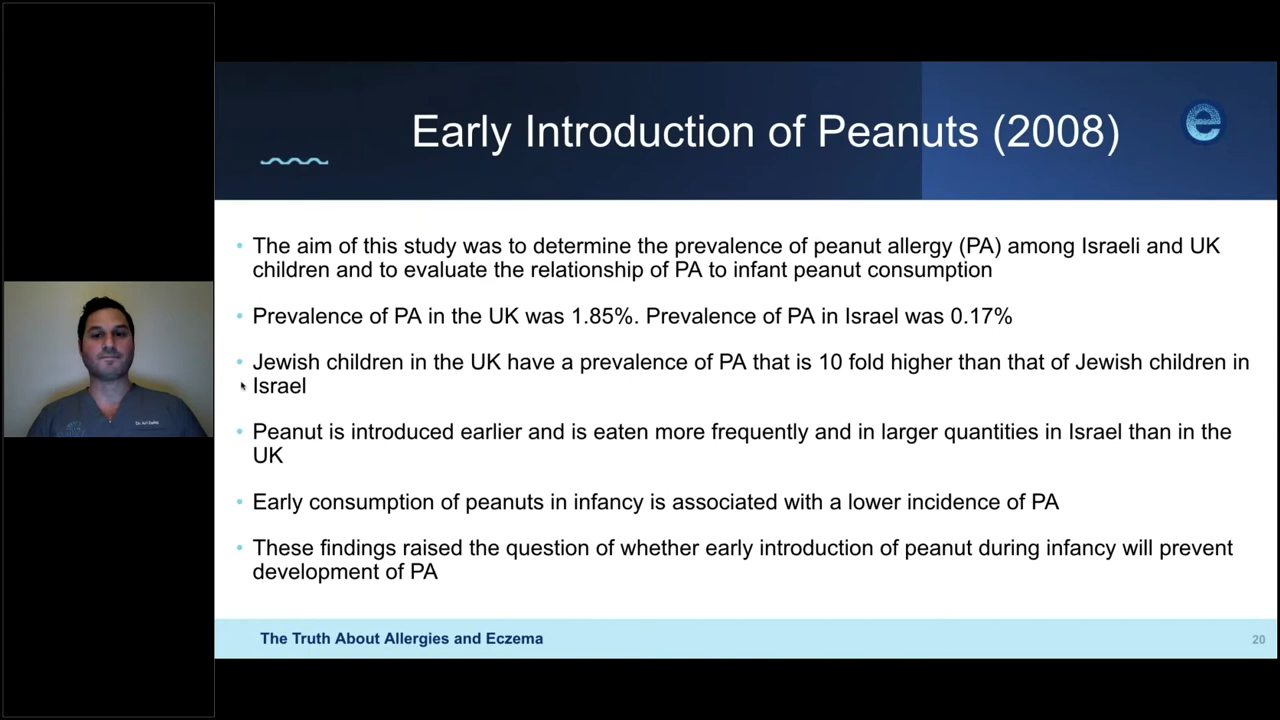 Early Introduction of Peanuts (2008)
• The aim of this study was to determine the prevalence of peanut allergy (PA) among Israeli and UK
children and to evaluate the relationship of PA to infant peanut consumption
• Prevalence of PA in the UK was 1.85%. Prevalence of PA in Israel was 0.17%
• Jewish children in the UK have a prevalence of PA that is 10 fold higher than that of Jewish children in
Israel
• Peanut is introduced earlier and is eaten more frequently and in larger quantities in Israel than in the
UK
• Early consumption of peanuts in infancy is associated with a lower incidence of PA
• These findings raised the question of whether early introduction of peanut during infancy will prevent
development of PA
The Truth About Allergies and Eczema
20